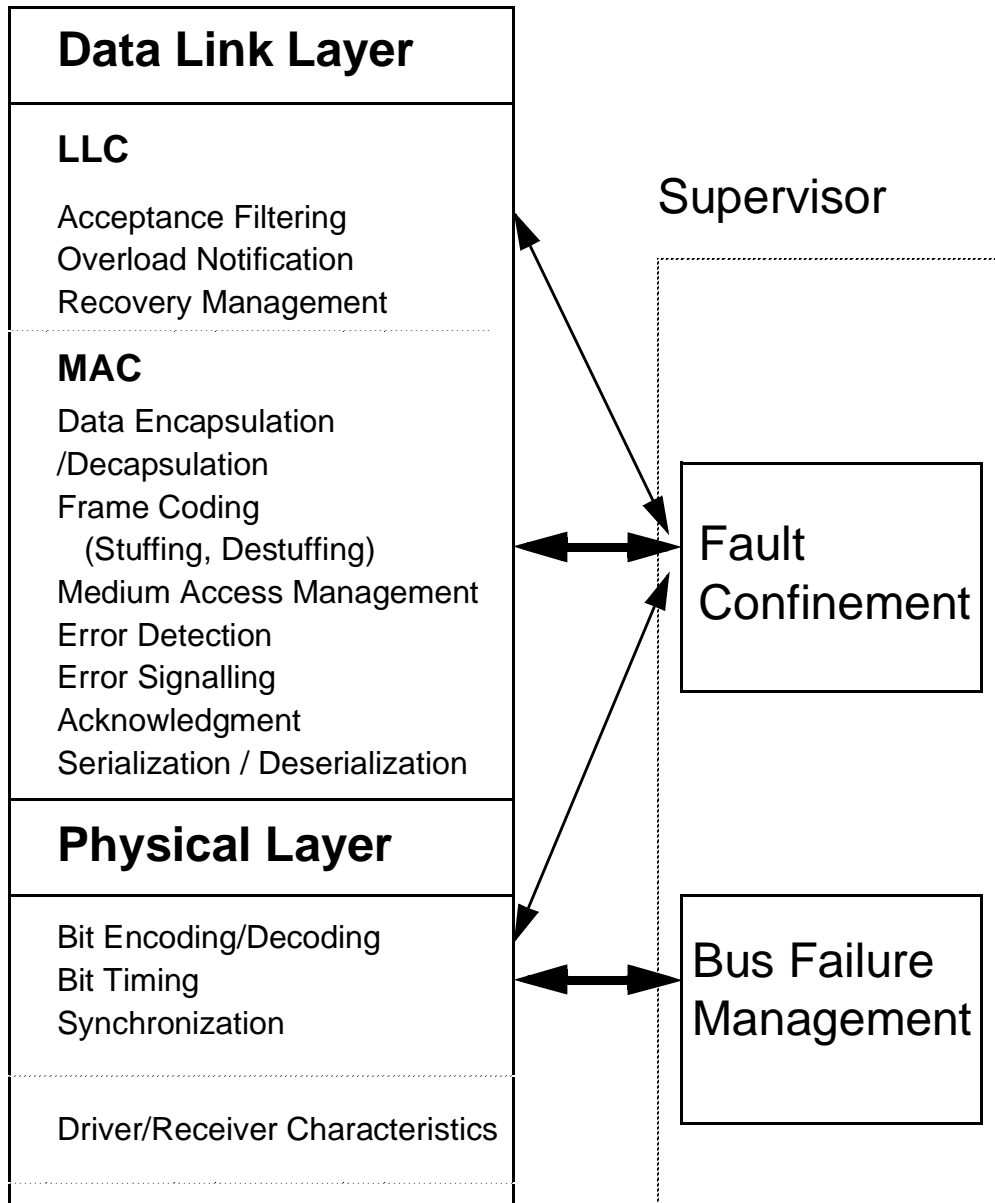 Data Link Layer
LLC
Acceptance Filtering
Overload Notification
Recovery Management
MAC
Data Encapsulation
/Decapsulation
Frame Coding
(Stuffing, Destuffing)
Medium Access Management
Error Detection
Error Signalling
Acknowledgment
Serialization / Deserialization
Physical Layer
Bit Encoding/Decoding
Bit Timing
Synchronization
Driver/Receiver Characteristics
Supervisor
Fault
Confinement
Bus Failure
Management